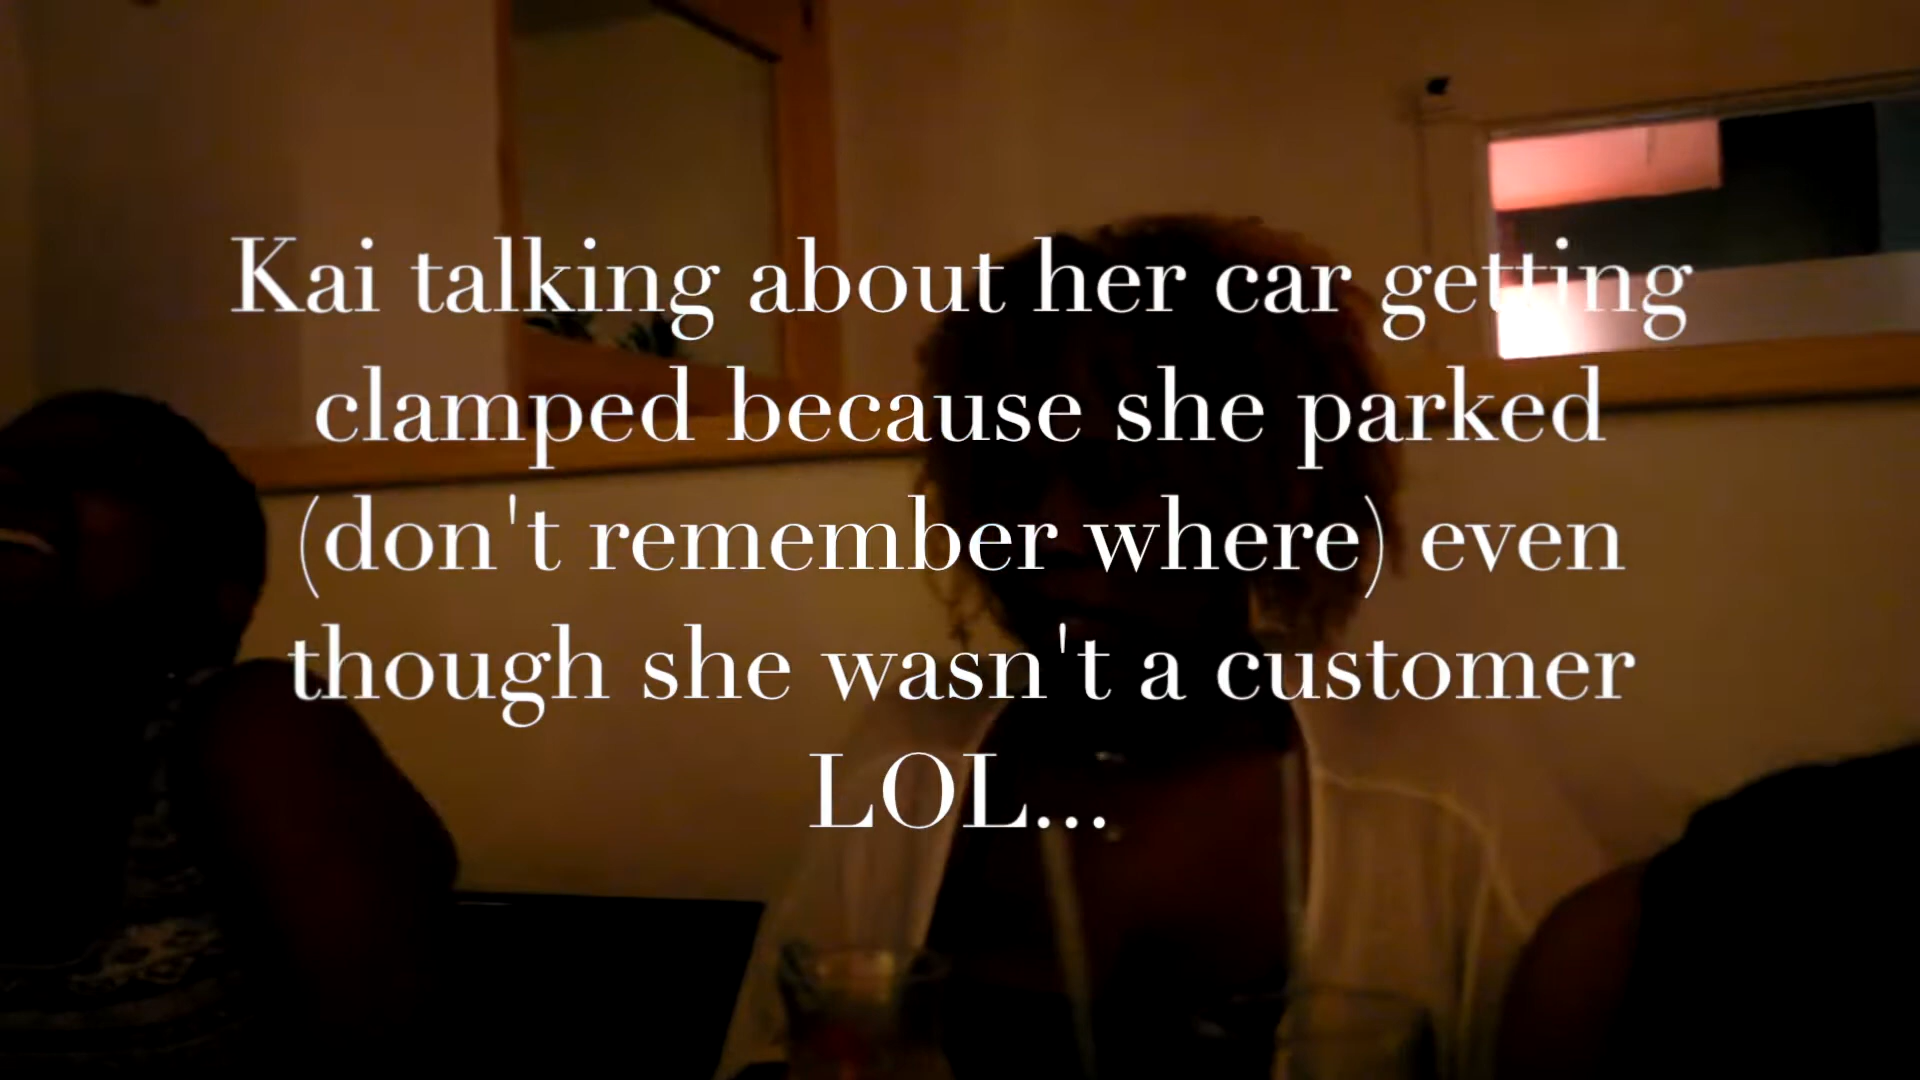 Kai talking about her car getting
clamped because she parked
(don't remember where) even
though she wasn't a customer
LOL...